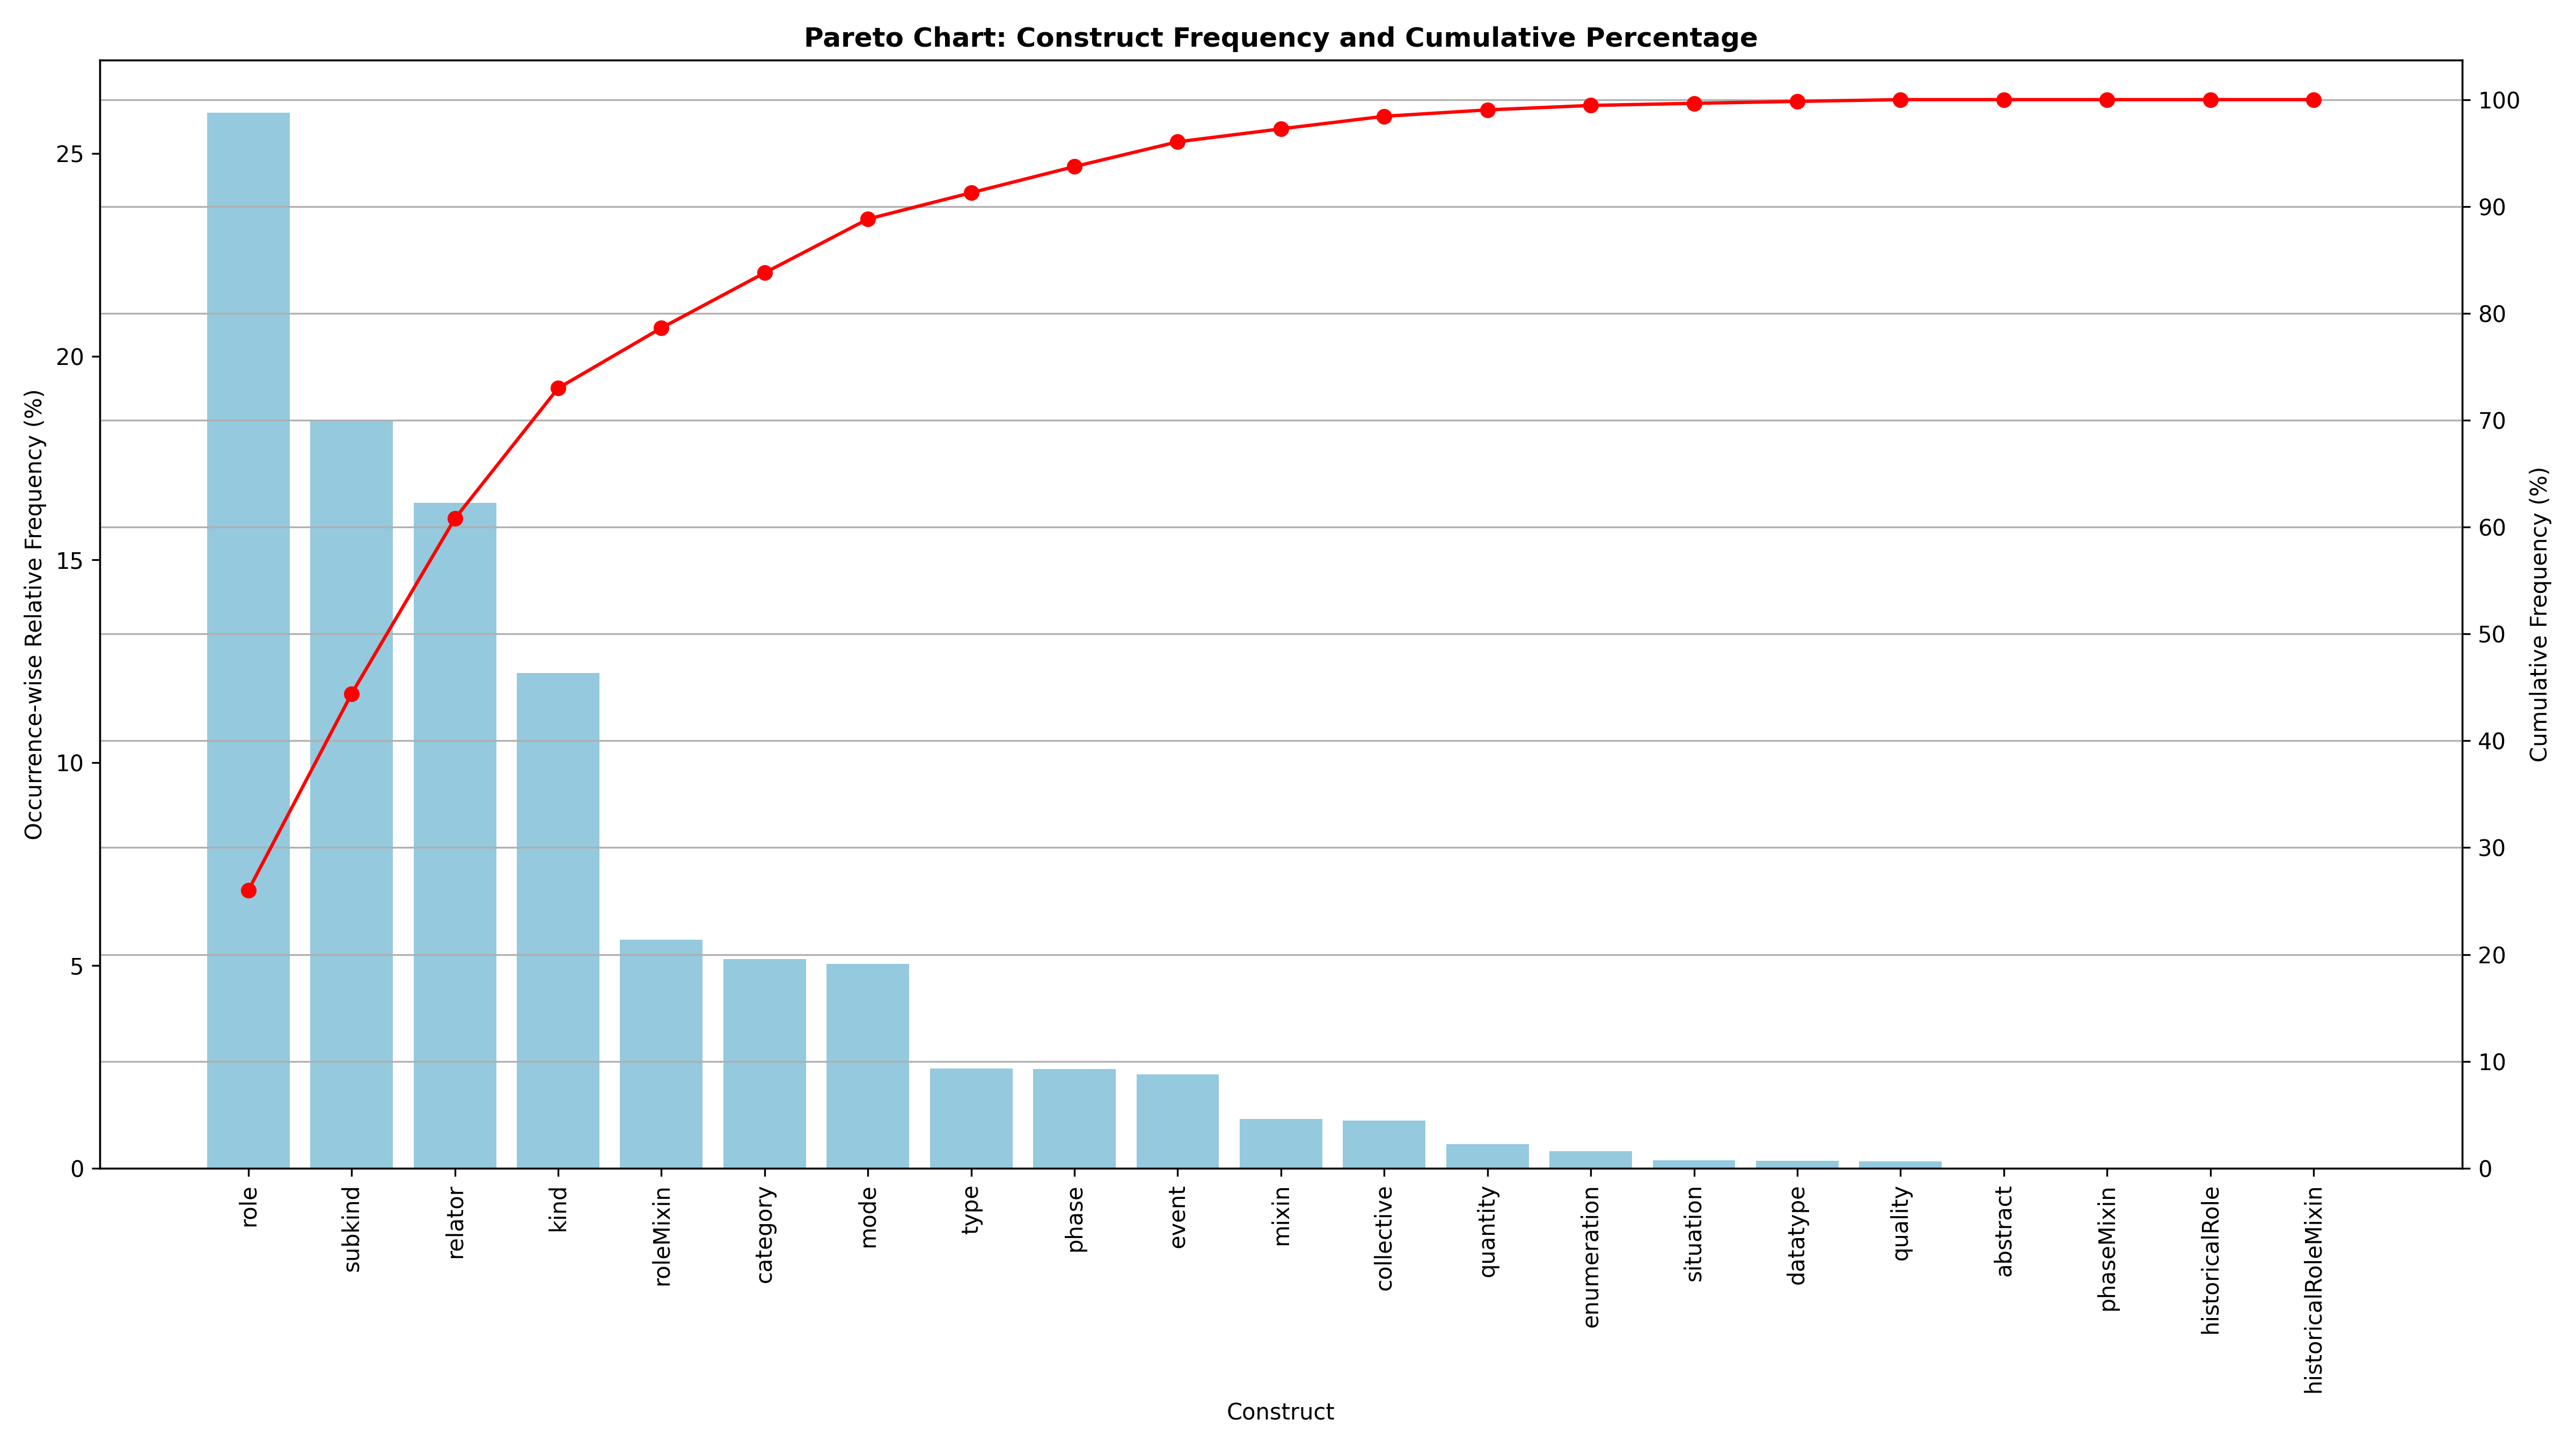 Pareto Chart: Construct Frequency and Cumulative Percentage
Occurrence-wise Relative Frequency (%)
25
20
15
10
5
0
100
90
80
70
60
50
40
30
20
10
0
Cumulative Frequency (%)
role
subkind
relator
kind
roleMixin
category
mode
type
phase
event
mixin
collective
quantity
enumeration
situation
datatype
quality
abstract
phaseMixin
historicalRole
historicalRoleMixin
Construct